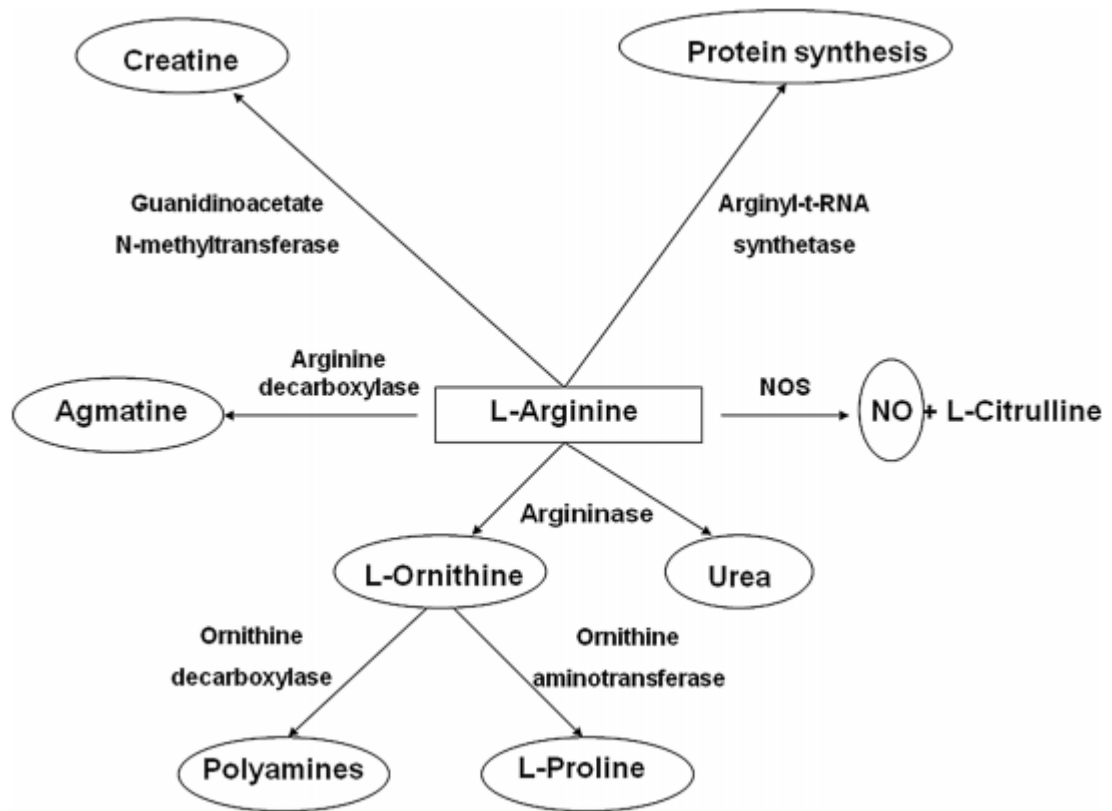 Creatine
Protein synthesis
Guanidinoacetate
N-methyltransferase
Arginyl-t-RNA
synthetase
Arginine
decarboxylase
Agmatine
L-Arginine
NOS
NO + L-Citrulline
Argininase
L-Ornithine
Urea
Ornithine
decarboxylase
Ornithine
aminotransferase
Polyamines
L-Proline